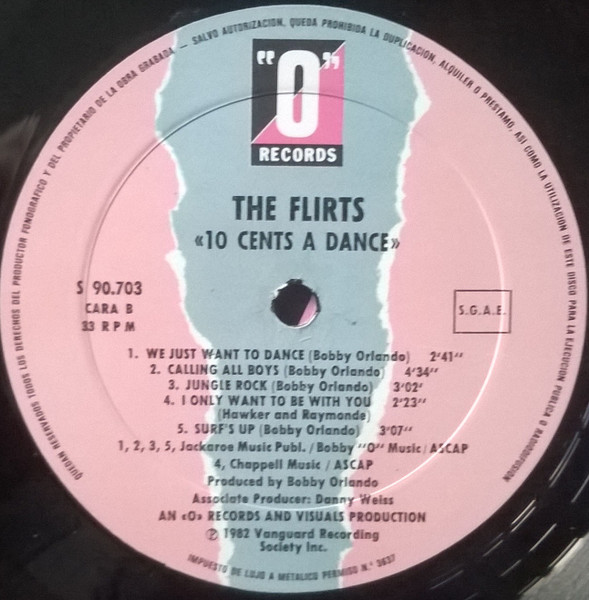 QUEDAN RESERVADOS TODOS LOS DERECHOS DEL PRODUCTOR FONOGRAFICO Y DEL PROPIETARIO DE LA OBRA GRABADA — SALVO AUTORIZACION, QUEDA PROHIBIDA LA DUPLICACION, ALQUILER O PRESTAMO, ASI COMO LA UTILIZACION DE ESTE DISCO PARA LA EJECUCION PUBLICA O RADIODIFUSION
"O"
RECORDS
THE FLIRTS
«10 CENTS A DANCE»
S 90.703
CARA B
33 RPM
S.G.A.E.
1. WE JUST WANT TO DANCE (Bobby Orlando) 2'41''
2. CALLING ALL BOYS (Bobby Orlando) 4'34''
3. JUNGLE ROCK (Bobby Orlando) 3'02'
4. I ONLY WANT TO BE WITH YOU 2'23''
(Hawker and Raymonde)
5. SURF'S UP (Bobby Orlando) 3'07''
1, 2, 3, 5, Jackaroe Music Publ. / Bobby "O" Music / ASCAP
4, Chappell Music / ASCAP
Produced by Bobby Orlando
Associate Producer: Danny Weiss
AN «O» RECORDS AND VISUALS PRODUCTION
℗ 1982 Vanguard Recording
Society Inc.
IMPUESTO DE LUJO A METALICO PERMISO N.º 3637